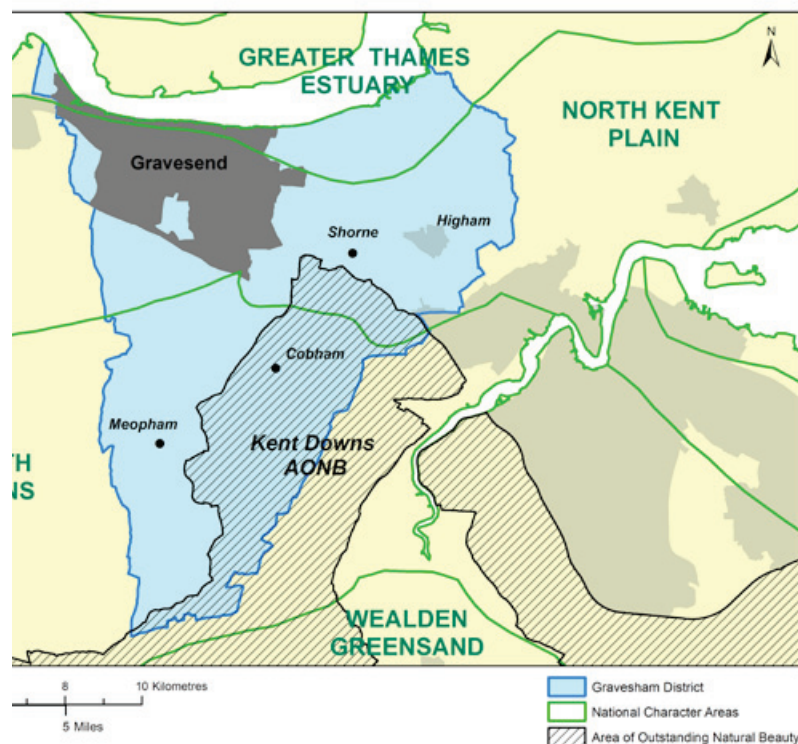 GREATER THAMES
ESTUARY
N
NORTH KENT
PLAIN
Gravesend
Higham
Shorne
Cobham
Meopham
Kent Downs
AONB
TH
NS
WEALDEN
GREENSAND
8 10 Kilometres
5 Miles
Gravesham District
National Character Areas
Area of Outstanding Natural Beauty